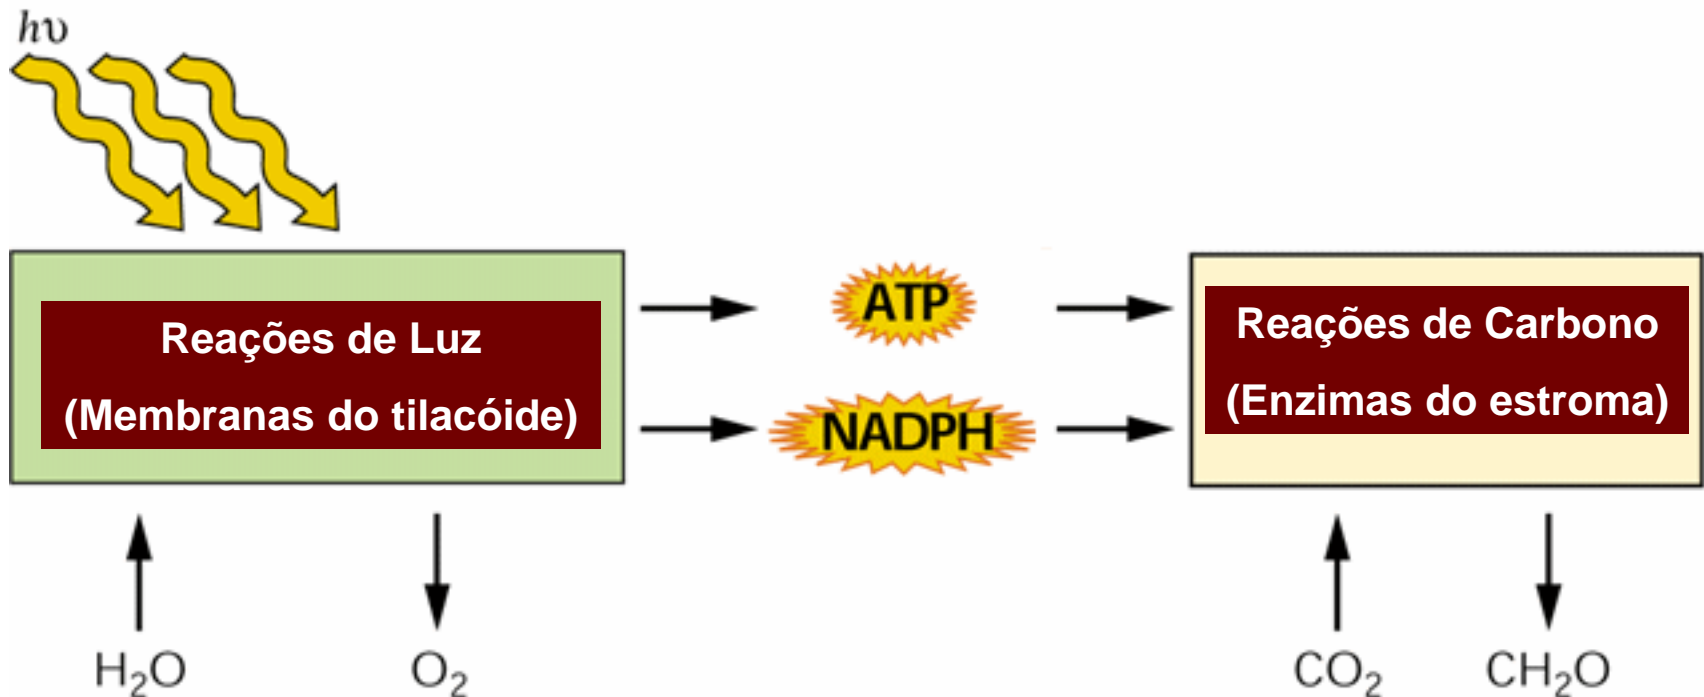 hυ
Reações de Luz
(Membranas do tilacóide)
ATP
NADPH
Reações de Carbono
(Enzimas do estroma)
H₂O
O₂
CO₂
CH₂O